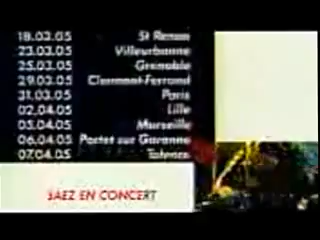 18.03.05 St Renan
23.03.05 Villeurbanne
25.03.05 Grenoble
29.03.05 Clermont-Ferrand
31.03.05 Paris
02.04.05 Lille
05.04.05 Marseille
06.04.05 Portet sur Garonne
07.04.05 Talence
SAEZ EN CONCERT